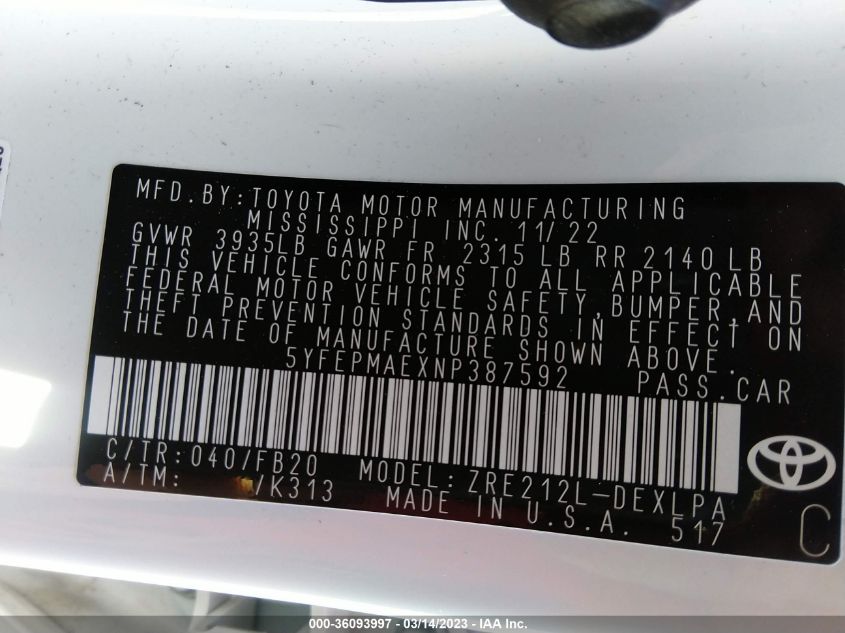 MFD.BY:TOYOTA MOTOR MANUFACTURING
MISSISSIPPI INC. 11/22
GVWR 3935LB GAWR FR 2315 LB RR 2140 LB
THIS VEHICLE CONFORMS TO ALL APPLICABLE
FEDERAL MOTOR VEHICLE SAFETY, BUMPER, AND
THEFT PREVENTION STANDARDS IN EFFECT ON
THE DATE OF MANUFACTURE SHOWN ABOVE.
5YFEPMAEXNP387592 PASS.CAR
C/TR:040/FB20 MODEL:ZRE212L-DEXLPA
A/TM: /K313 MADE IN U.S.A. 517
C
000-36093997 - 03/14/2023 - IAA Inc.